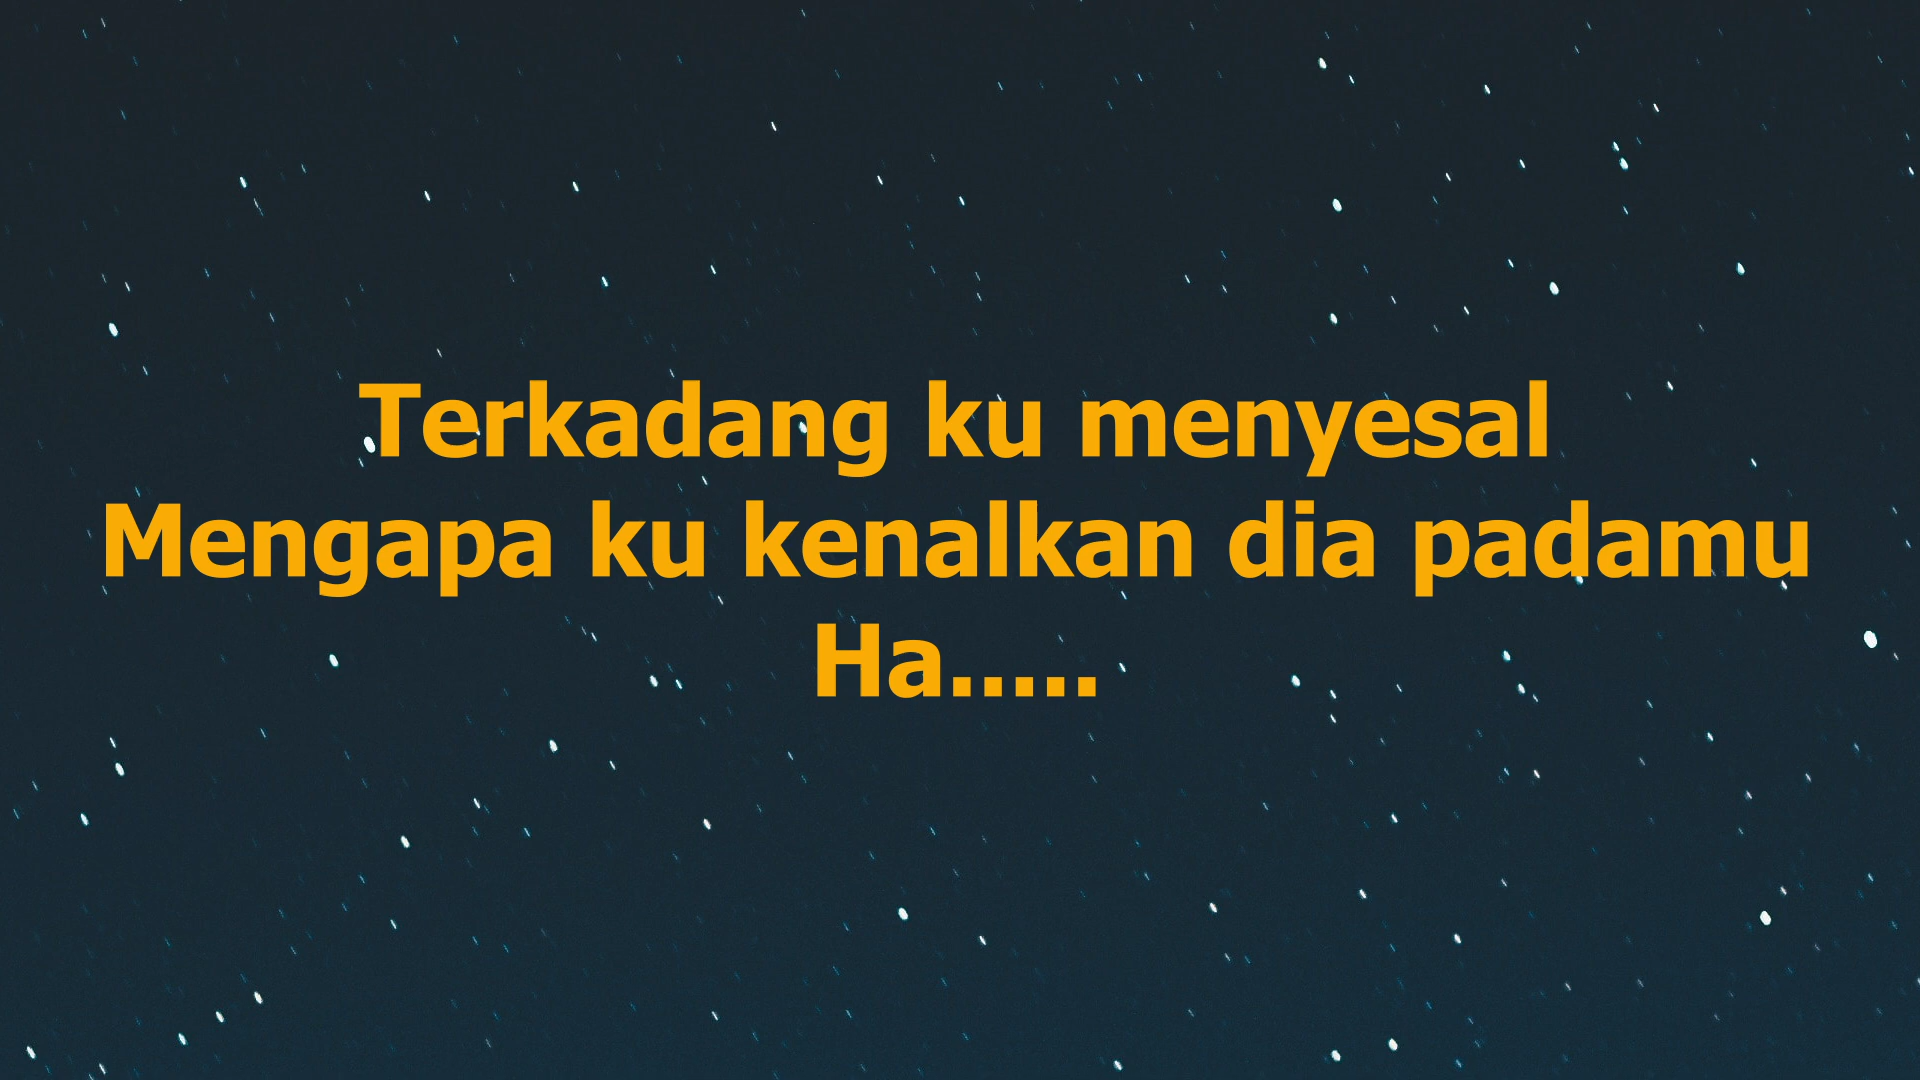 Terkadang ku menyesal
Mengapa ku kenalkan dia padamu
Ha.....